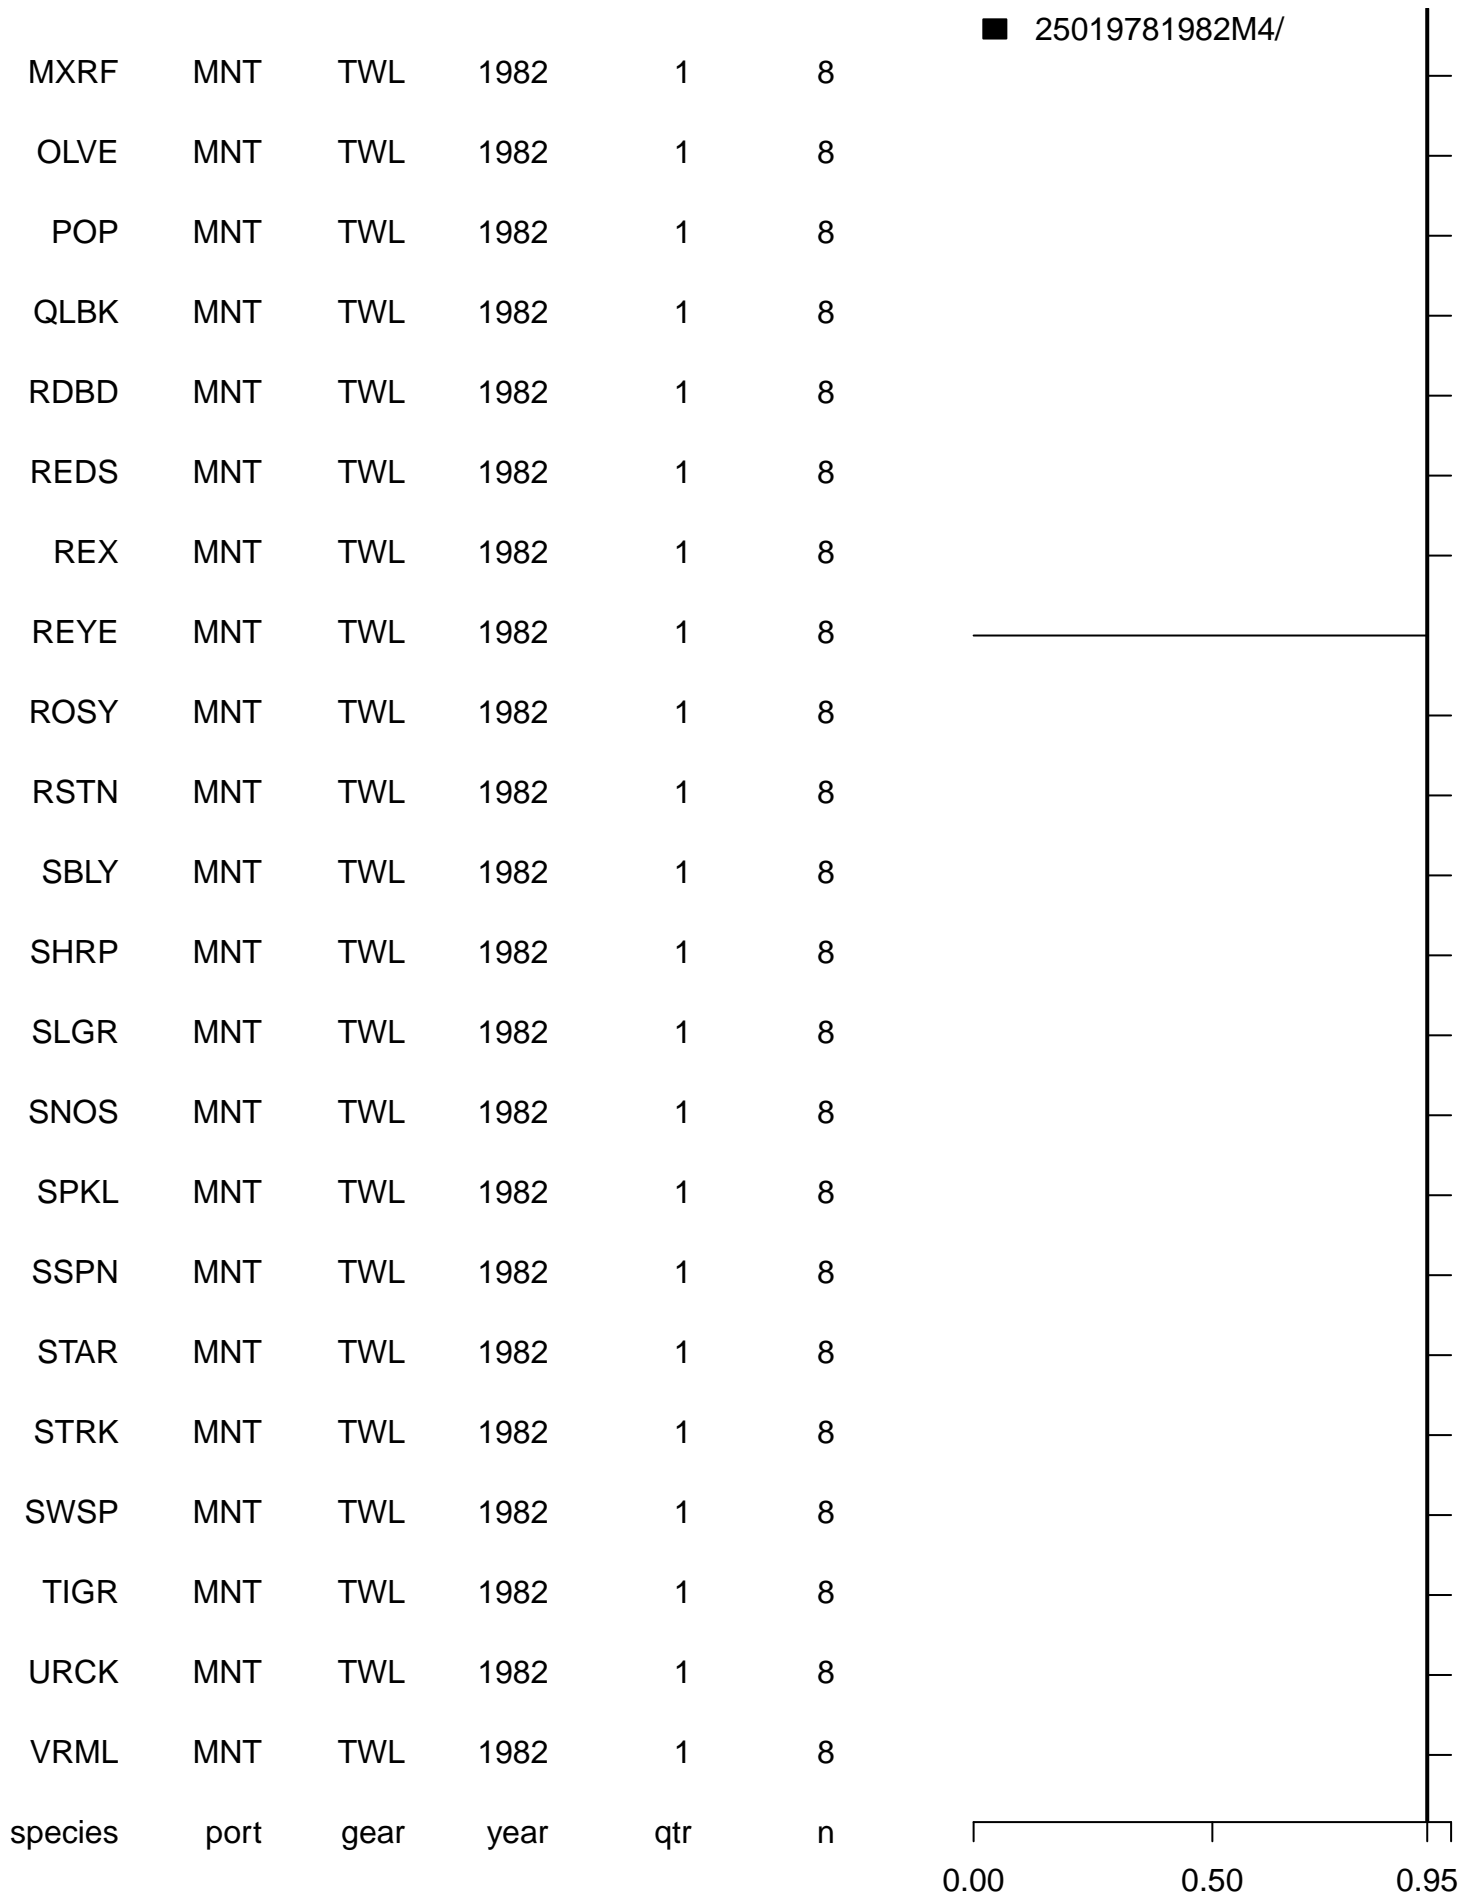 25019781982M4/
MXRF MNT TWL 1982 1 8
OLVE MNT TWL 1982 1 8
POP MNT TWL 1982 1 8
QLBK MNT TWL 1982 1 8
RDBD MNT TWL 1982 1 8
REDS MNT TWL 1982 1 8
REX MNT TWL 1982 1 8
REYE MNT TWL 1982 1 8
ROSY MNT TWL 1982 1 8
RSTN MNT TWL 1982 1 8
SBLY MNT TWL 1982 1 8
SHRP MNT TWL 1982 1 8
SLGR MNT TWL 1982 1 8
SNOS MNT TWL 1982 1 8
SPKL MNT TWL 1982 1 8
SSPN MNT TWL 1982 1 8
STAR MNT TWL 1982 1 8
STRK MNT TWL 1982 1 8
SWSP MNT TWL 1982 1 8
TIGR MNT TWL 1982 1 8
URCK MNT TWL 1982 1 8
VRML MNT TWL 1982 1 8
species port gear year qtr n
0.00 0.50 0.95